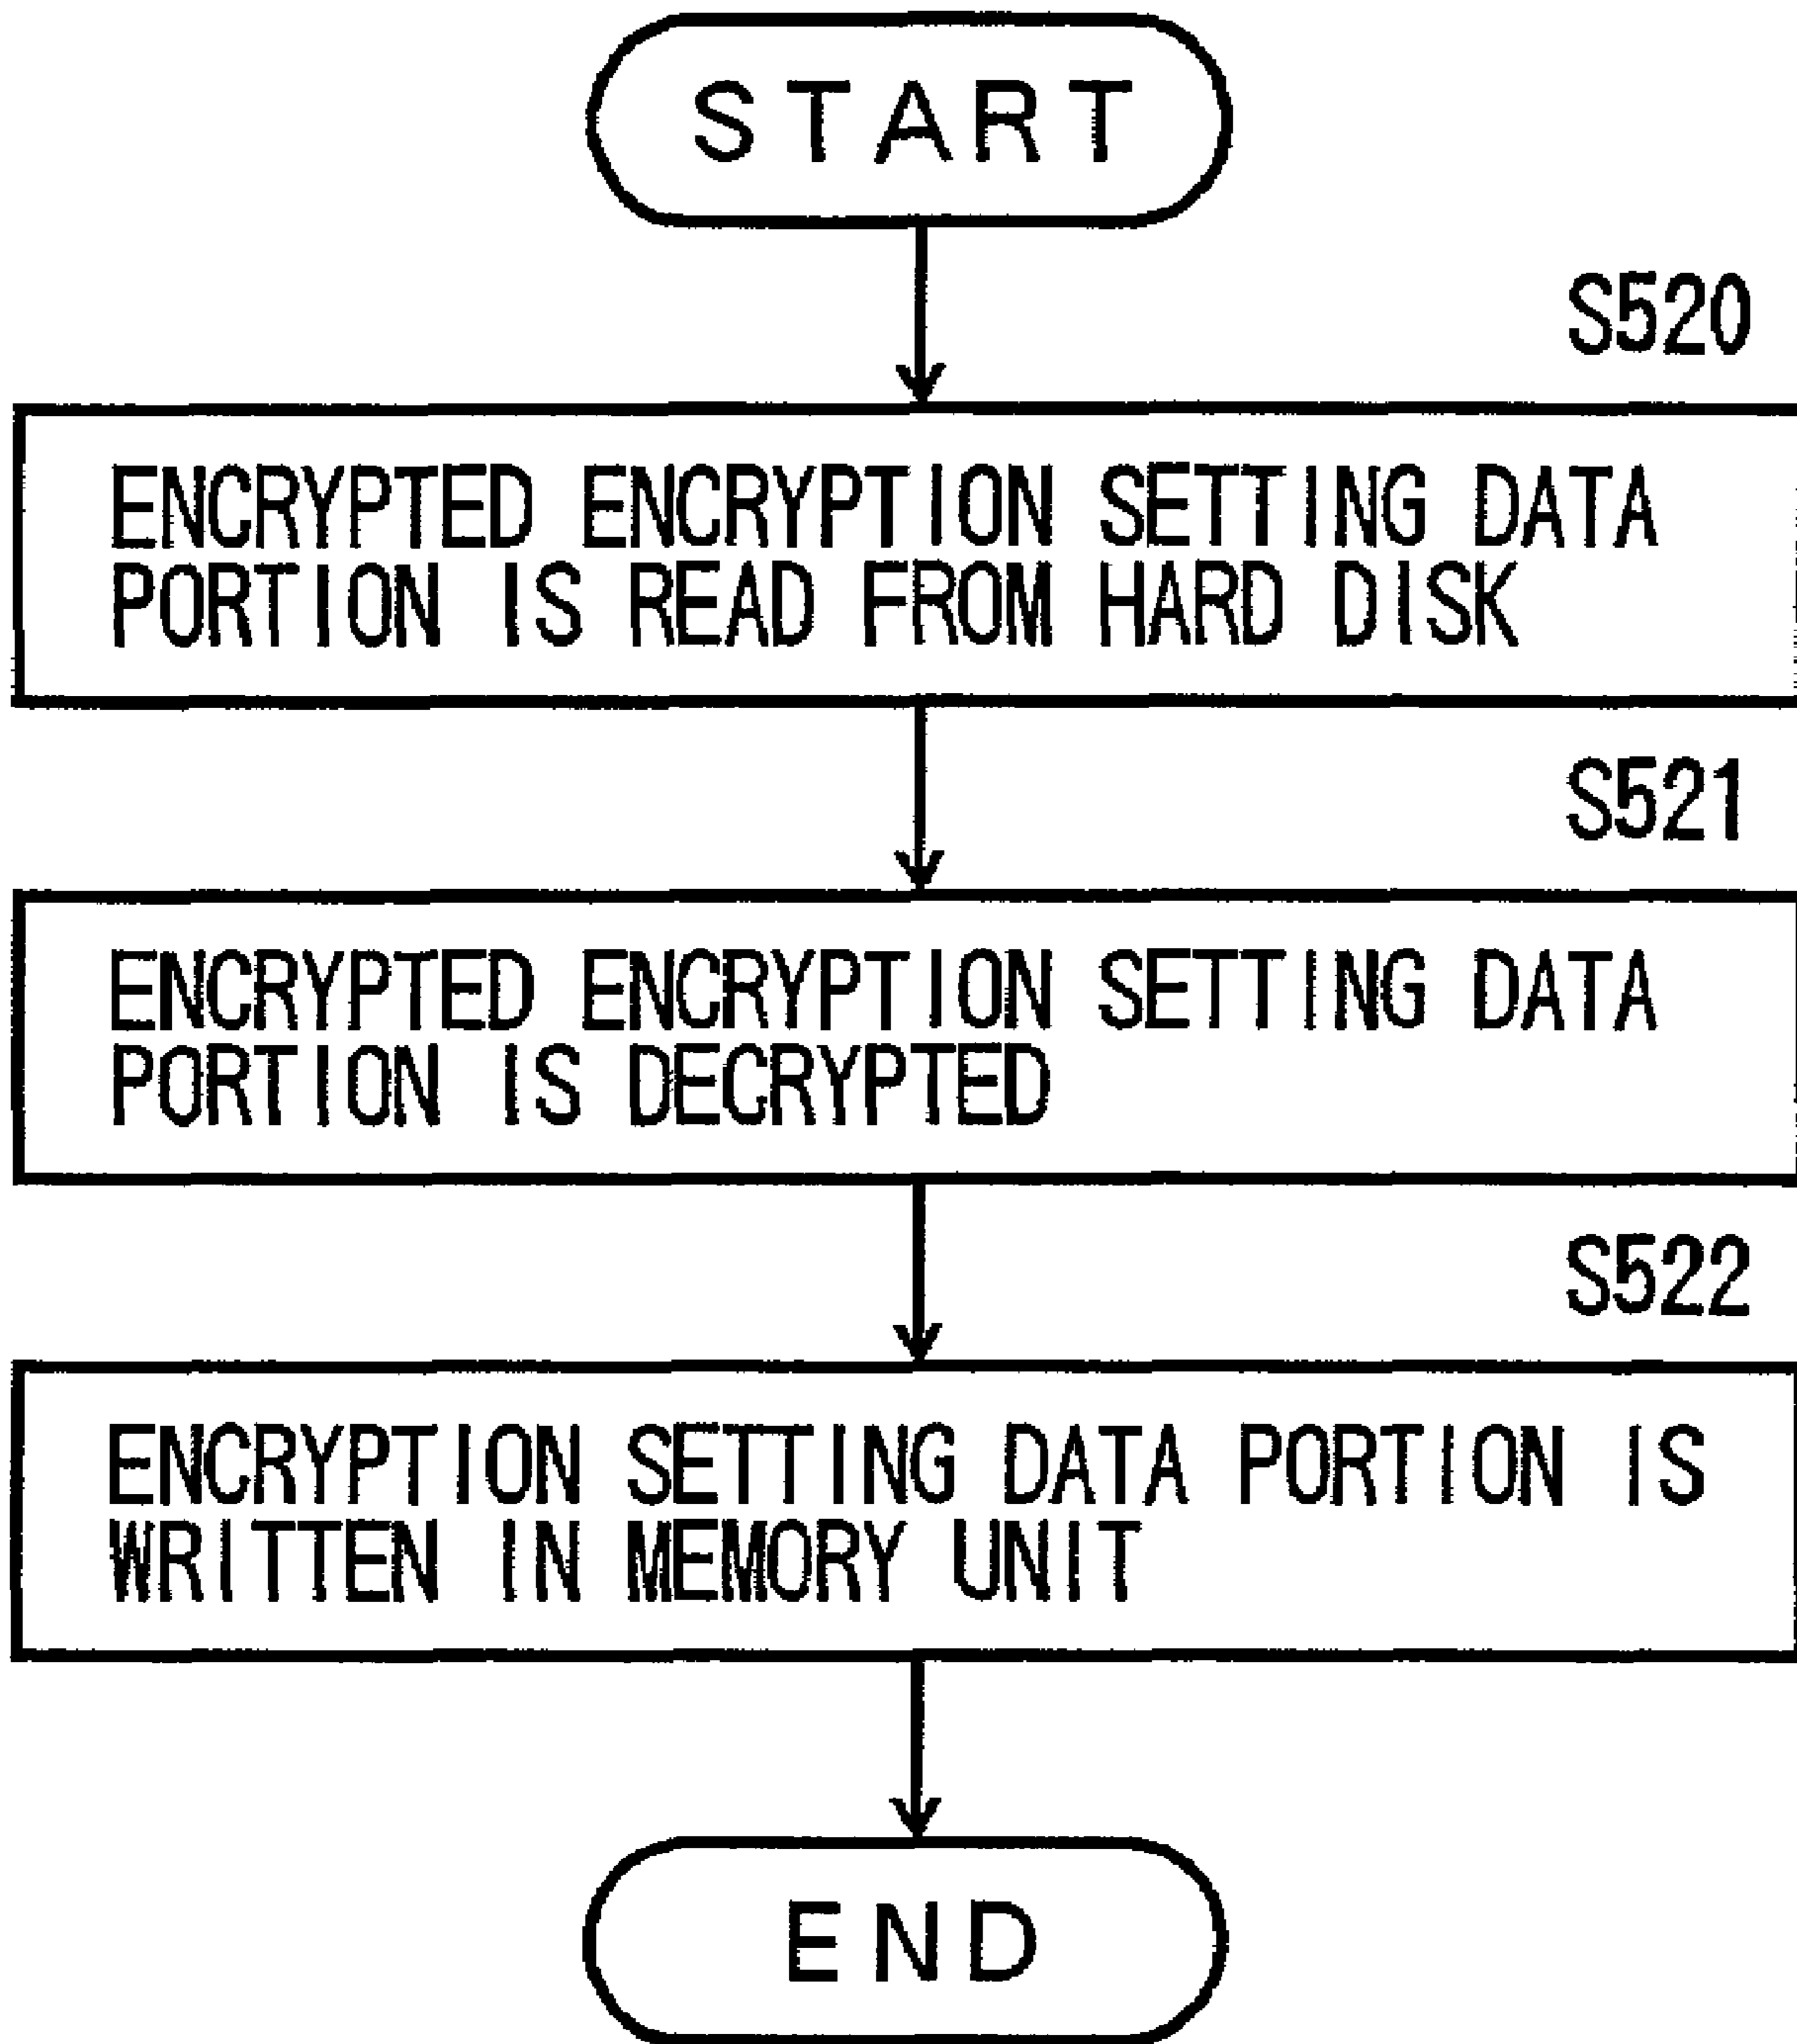 START
S520
ENCRYPTED ENCRYPTION SETTING DATA
PORTION IS READ FROM HARD DISK
S521
ENCRYPTED ENCRYPTION SETTING DATA
PORTION IS DECRYPTED
S522
ENCRYPTION SETTING DATA PORTION IS
WRITTEN IN MEMORY UNIT
END